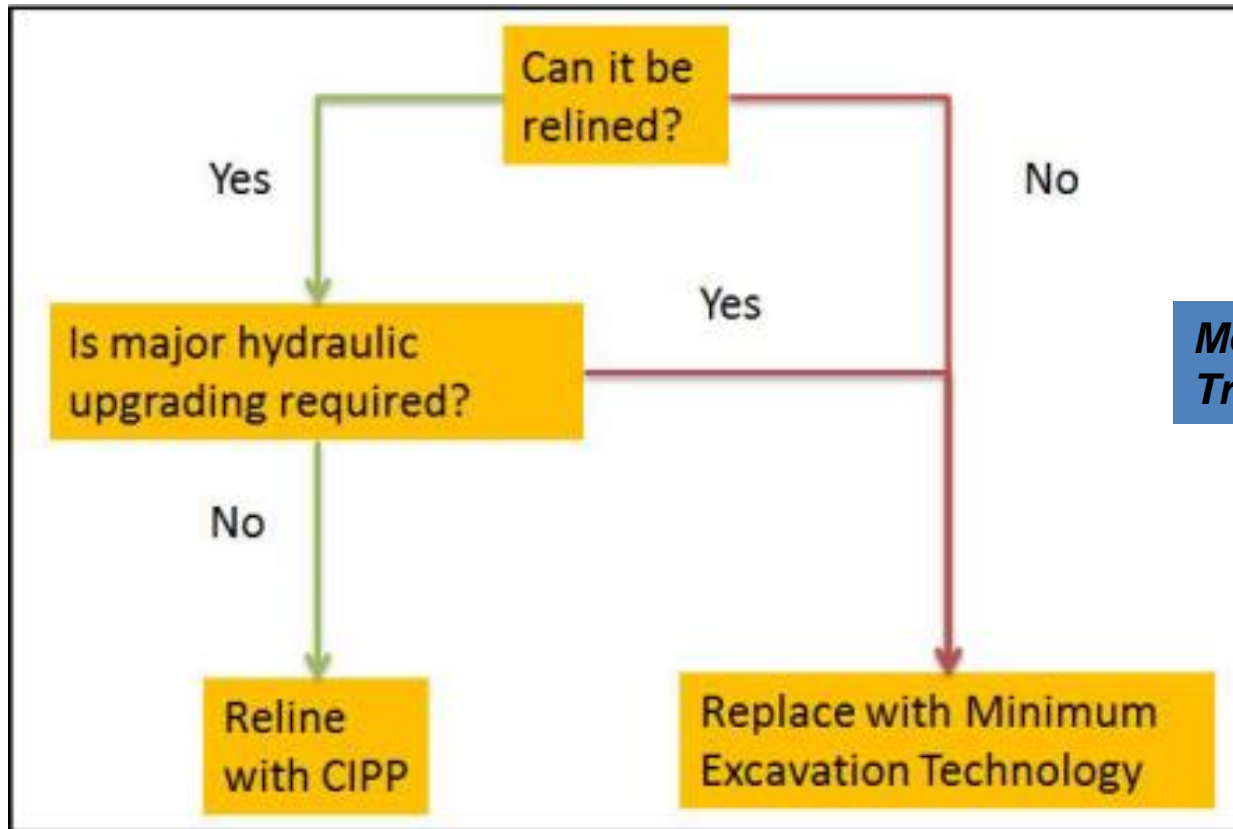 Can it be
relined?
Yes
No
Is major hydraulic
upgrading required?
Yes
No
Reline
with CIPP
Replace with Minimum
Excavation Technology